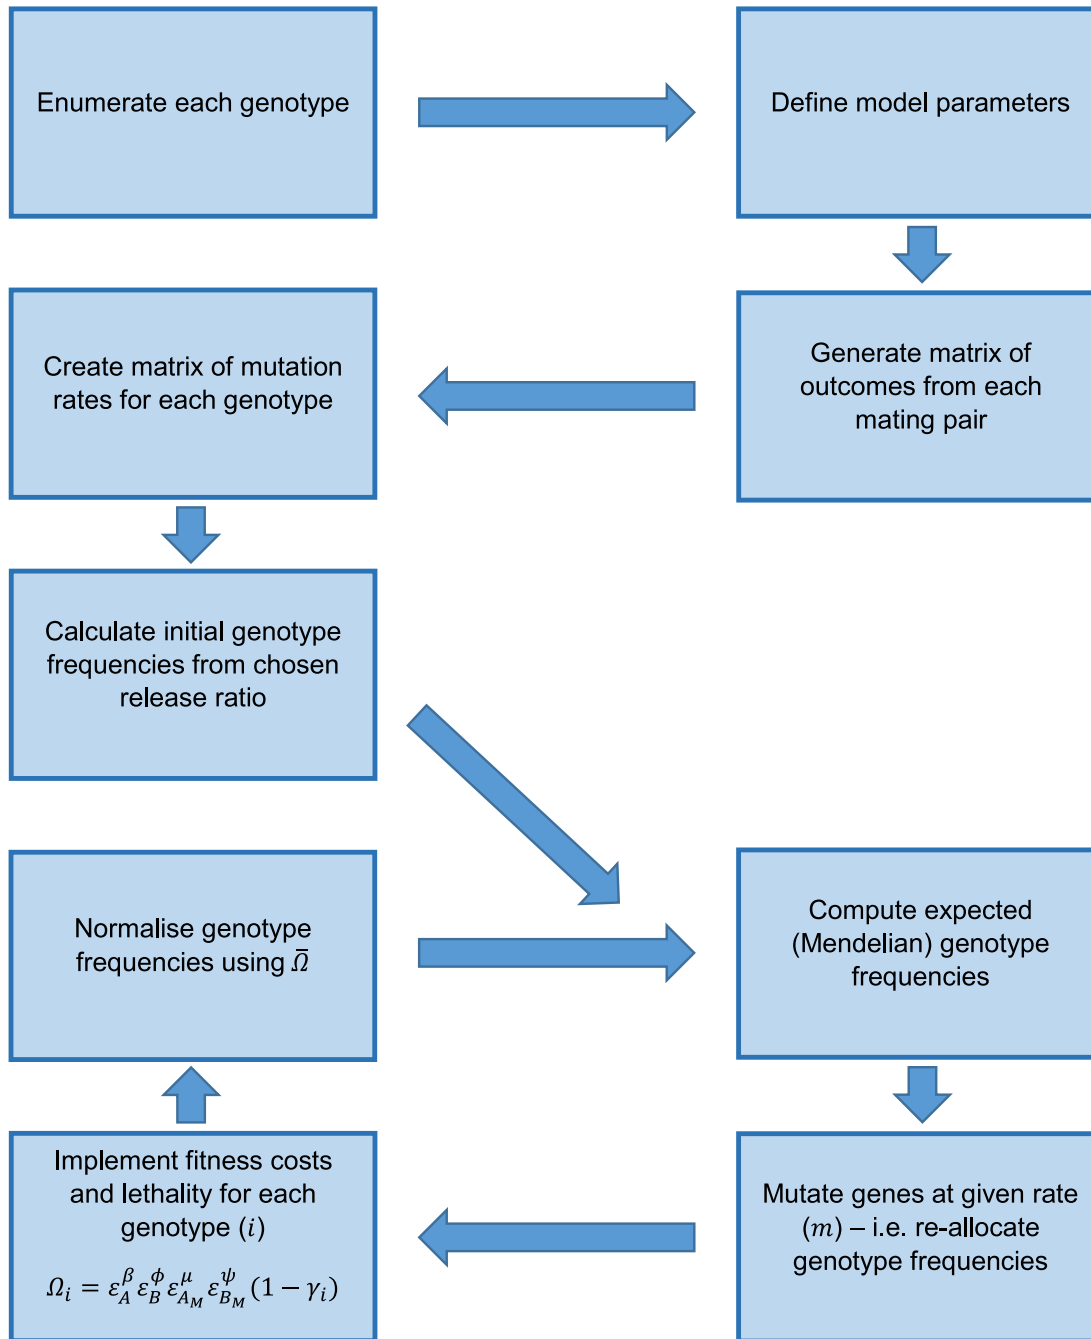 Enumerate each genotype
Define model parameters
Generate matrix of
outcomes from each
mating pair
Create matrix of mutation
rates for each genotype
Calculate initial genotype
frequencies from chosen
release ratio
Compute expected
(Mendelian) genotype
frequencies
Mutate genes at given rate
(m) – i.e. re-allocate
genotype frequencies
Implement fitness costs
and lethality for each
genotype (i)
Ω_i = ε_A^β ε_B^ϕ ε_{A_M}^μ ε_{B_M}^ψ (1 − γ_i)
Normalise genotype
frequencies using Ω̄